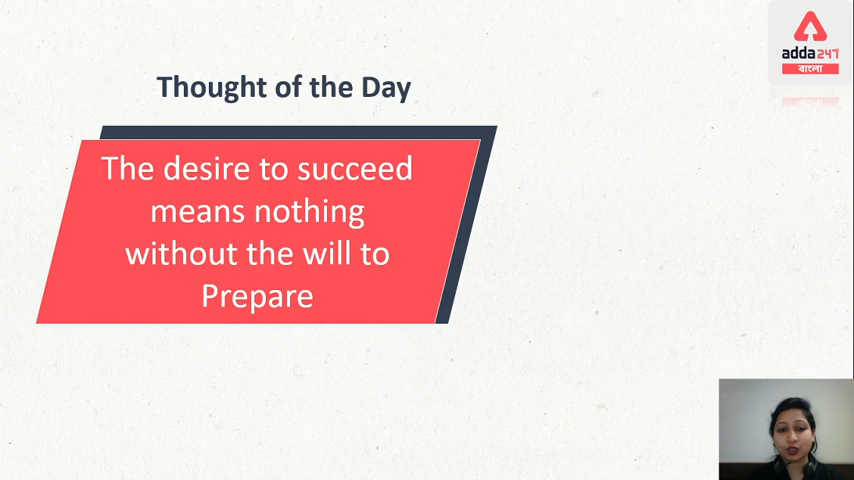 adda247
বাংলা
Thought of the Day
The desire to succeed
means nothing
without the will to
Prepare